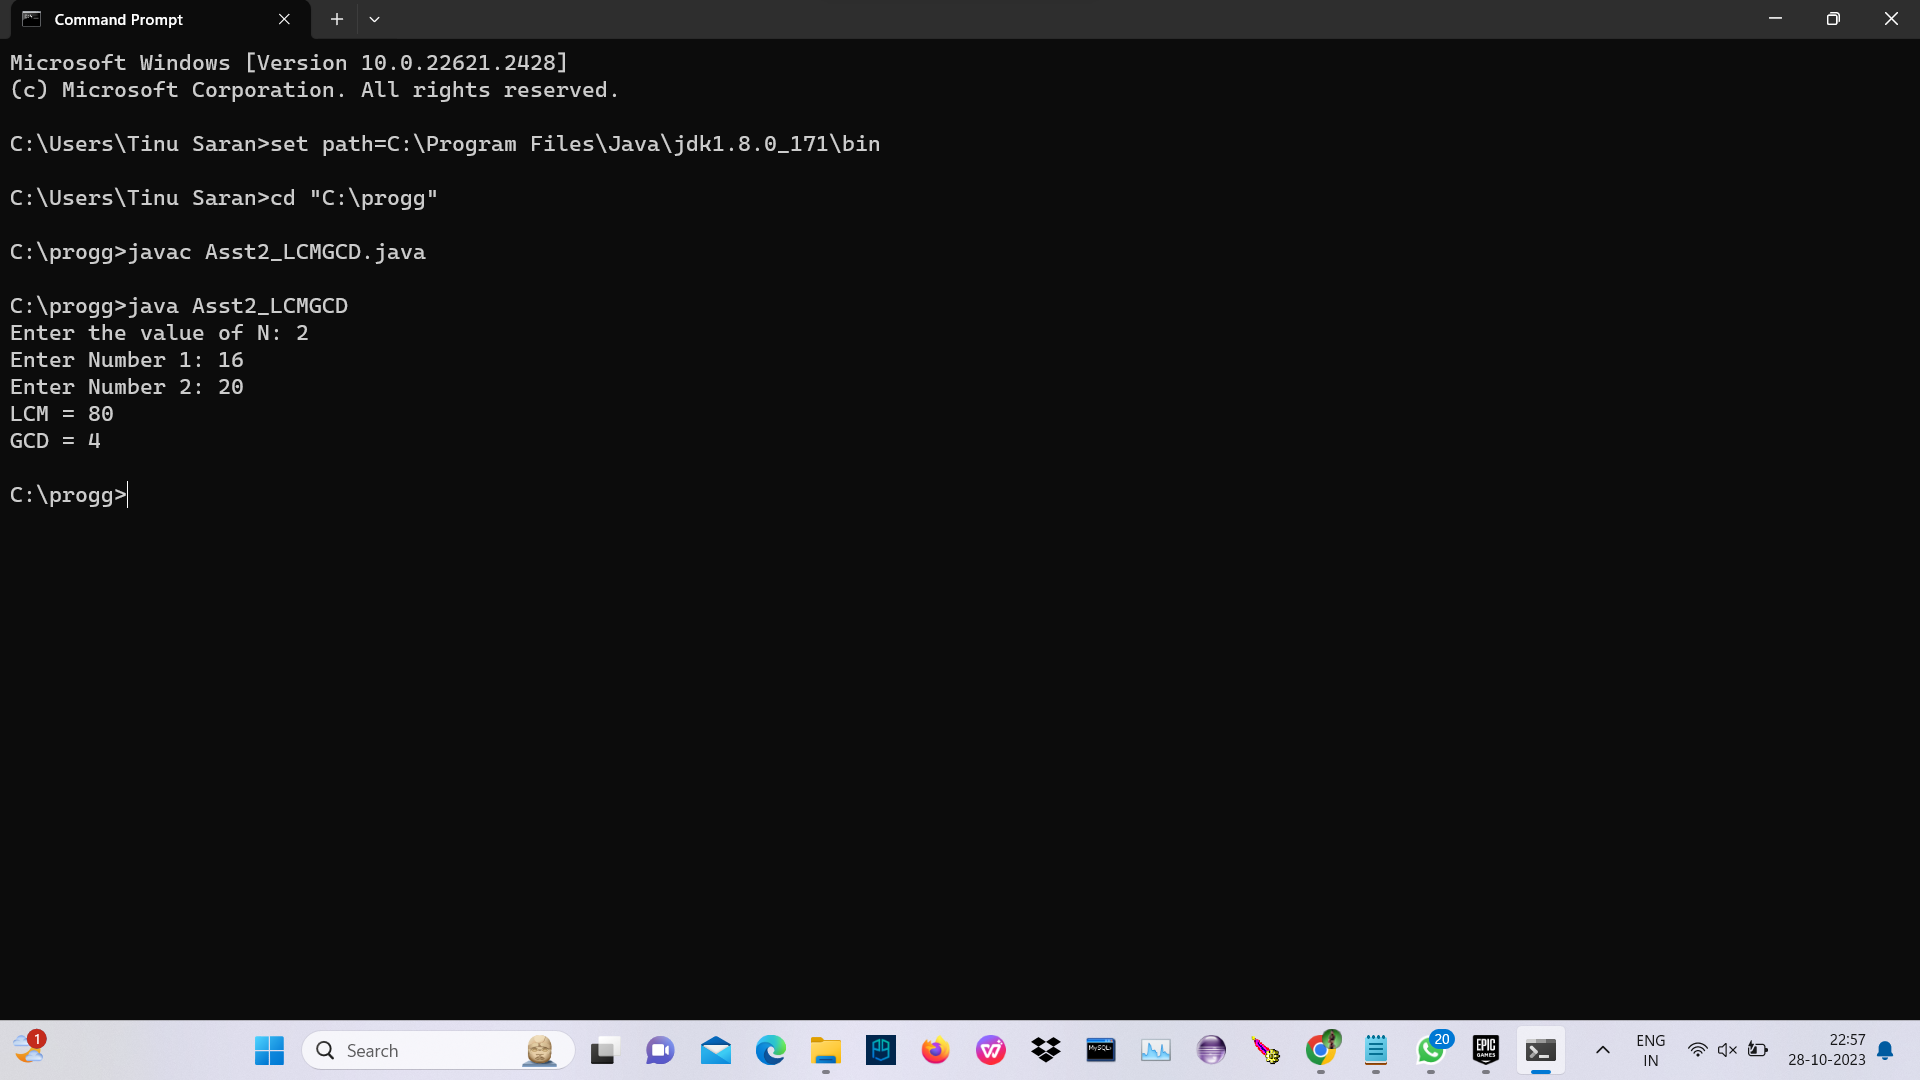 Command Prompt
Microsoft Windows [Version 10.0.22621.2428]
(c) Microsoft Corporation. All rights reserved.
C:\Users\Tinu Saran>set path=C:\Program Files\Java\jdk1.8.0_171\bin
C:\Users\Tinu Saran>cd "C:\progg"
C:\progg>javac Asst2_LCMGCD.java
C:\progg>java Asst2_LCMGCD
Enter the value of N: 2
Enter Number 1: 16
Enter Number 2: 20
LCM = 80
GCD = 4
C:\progg>
1
Search
MySQL
20
EPIC
GAMES
ENG
IN
22:57
28-10-2023